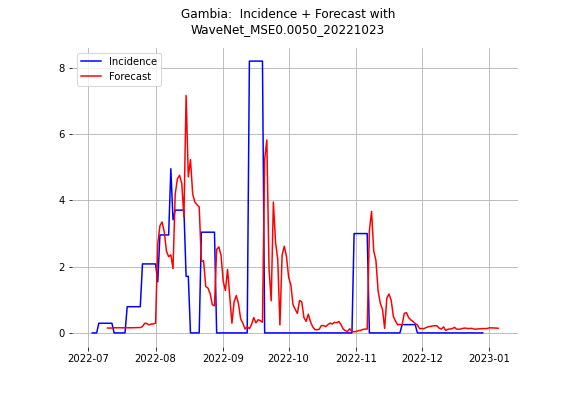 Gambia:  Incidence + Forecast with
WaveNet_MSE0.0050_20221023
Incidence
Forecast
8
6
4
2
0
2022-07 2022-08 2022-09 2022-10 2022-11 2022-12 2023-01